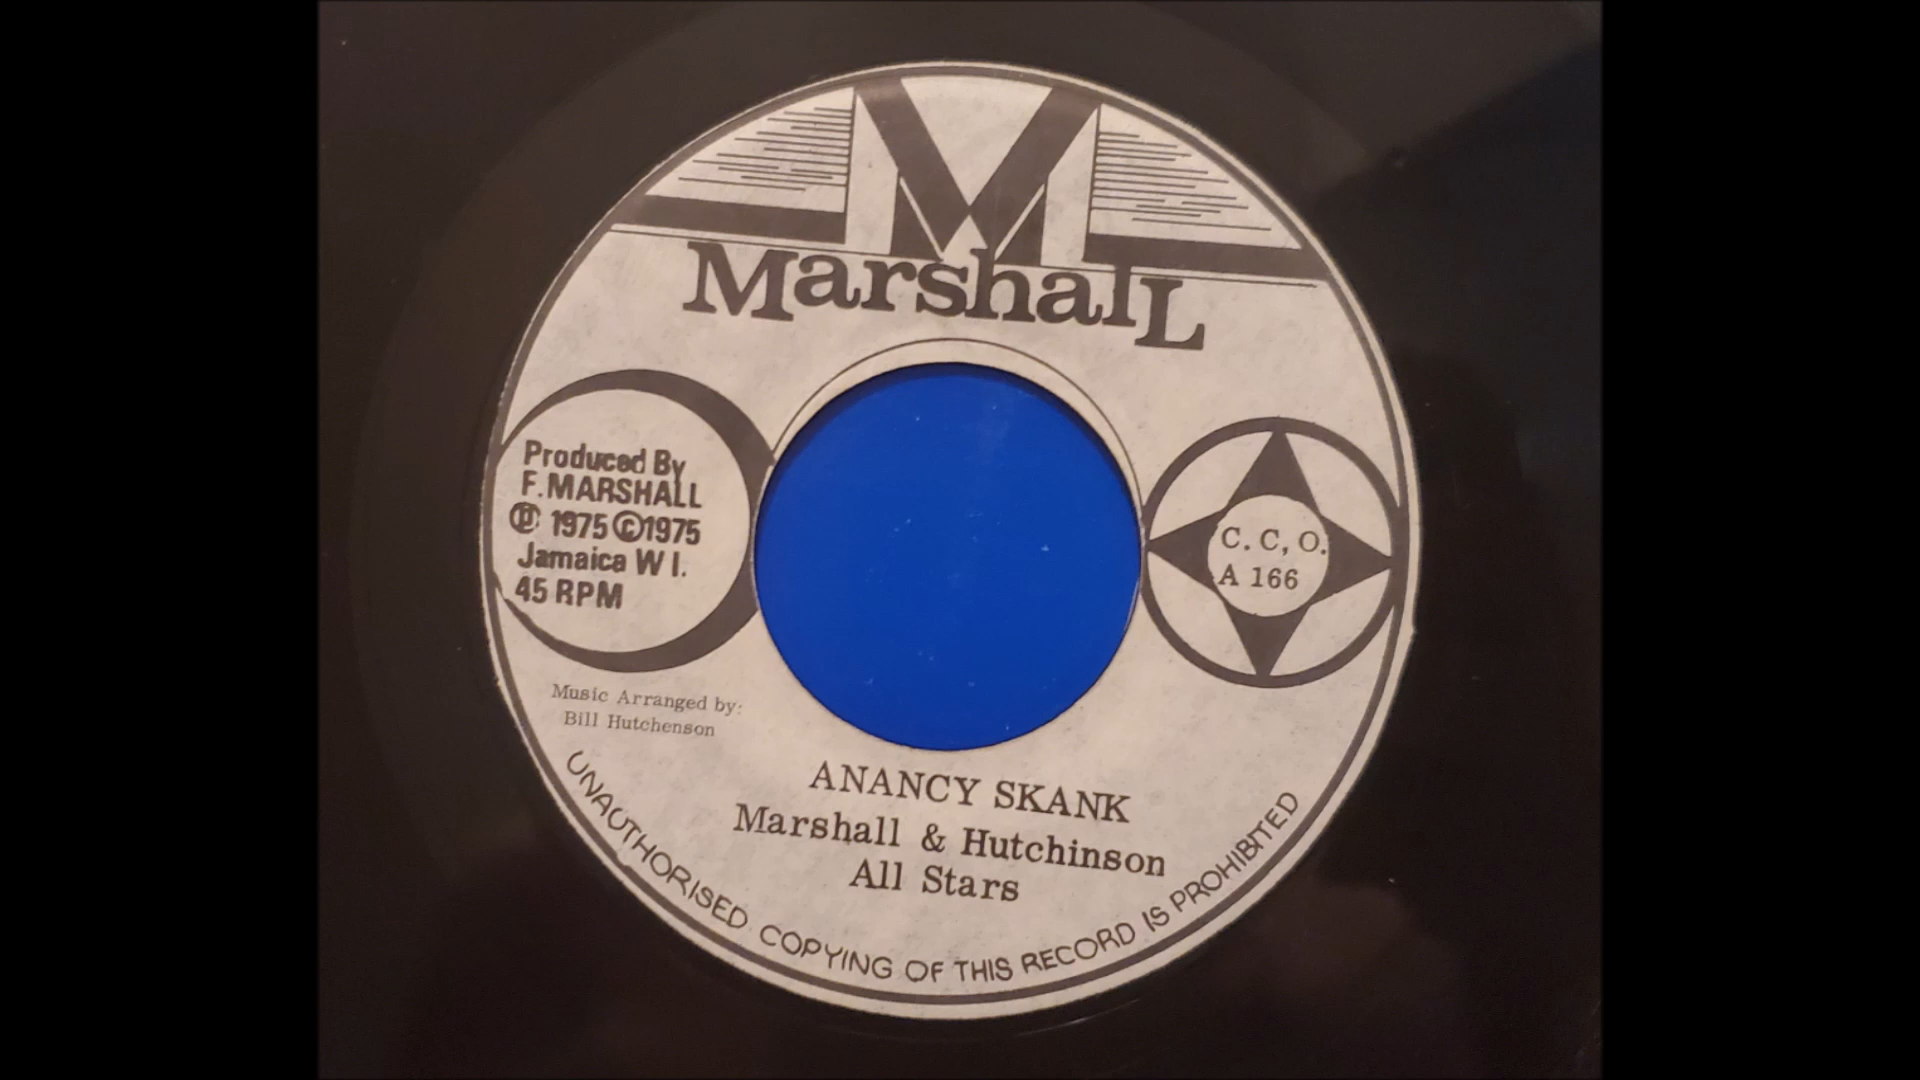 M
MarshalL
Produced By
F. MARSHALL
Ⓟ 1975 ©1975
Jamaica W I.
45 RPM
C. C, O.
A 166
Music Arranged by:
Bill Hutchenson
ANANCY SKANK
Marshall & Hutchinson
All Stars
UNAUTHORISED COPYING OF THIS RECORD IS PROHIBITED